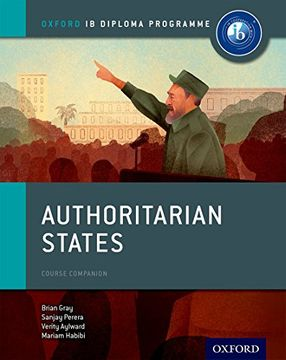 OXFORD IB DIPLOMA PROGRAMME
ib
AUTHORITARIAN
STATES
COURSE COMPANION
Brian Gray
Sanjay Perera
Verity Aylward
Mariam Habibi
OXFORD